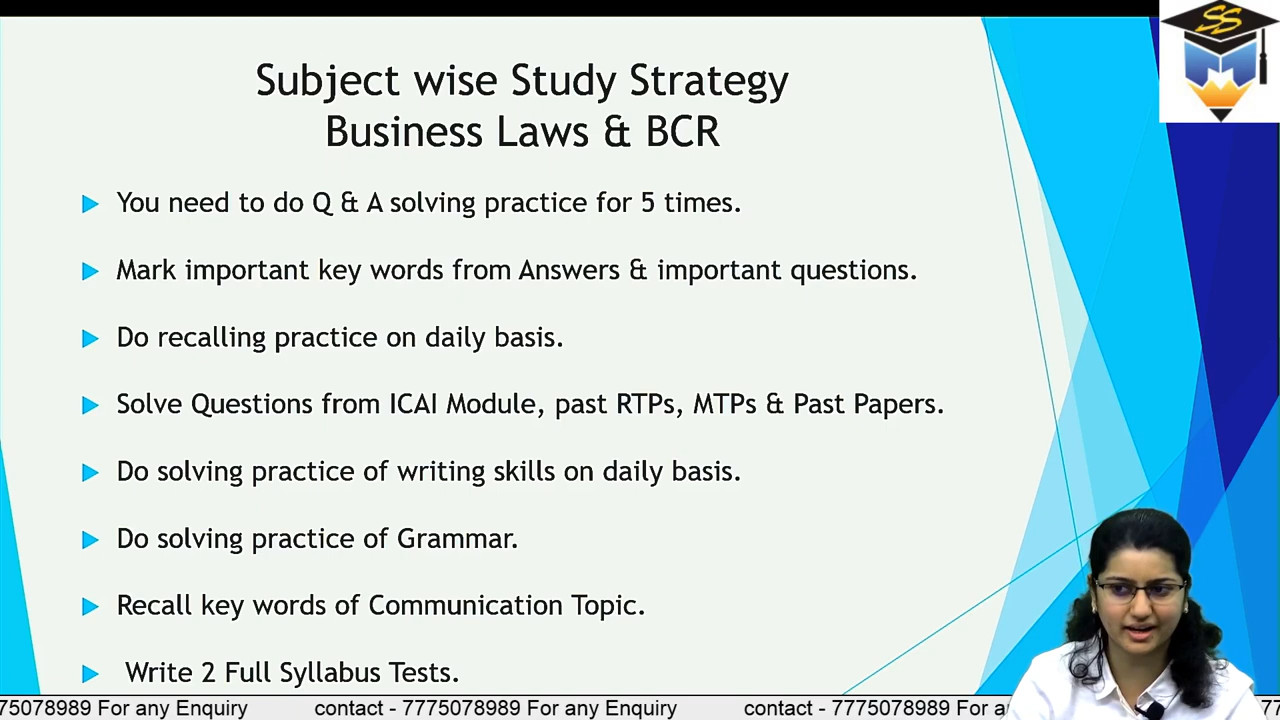 SS
Subject wise Study Strategy
Business Laws & BCR
You need to do Q & A solving practice for 5 times.
Mark important key words from Answers & important questions.
Do recalling practice on daily basis.
Solve Questions from ICAI Module, past RTPs, MTPs & Past Papers.
Do solving practice of writing skills on daily basis.
Do solving practice of Grammar.
Recall key words of Communication Topic.
Write 2 Full Syllabus Tests.
75078989 For any Enquiry contact - 7775078989 For any Enquiry contact - 7775078989 For a